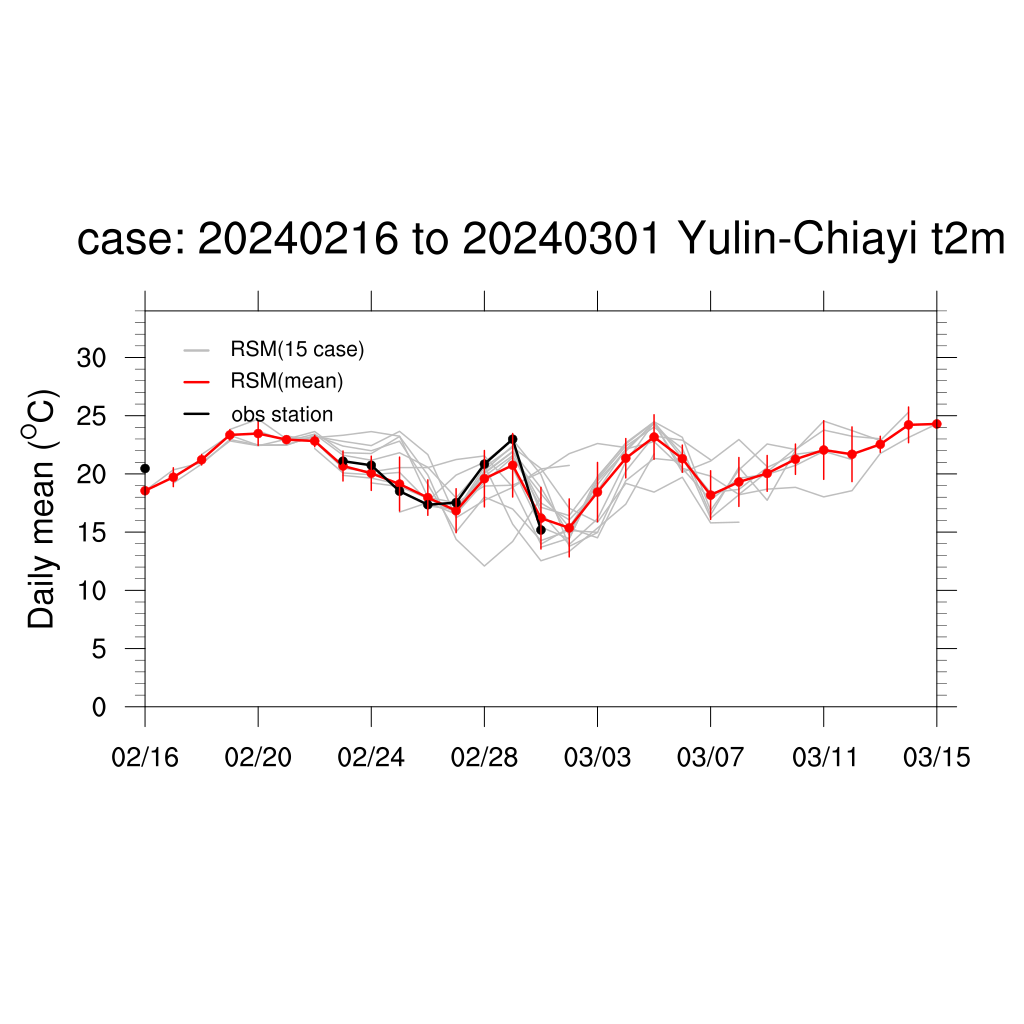 case: 20240216 to 20240301 Yulin-Chiayi t2m
RSM(15 case)
RSM(mean)
obs station
Daily mean (°C)
30
25
20
15
10
5
0
02/16 02/20 02/24 02/28 03/03 03/07 03/11 03/15